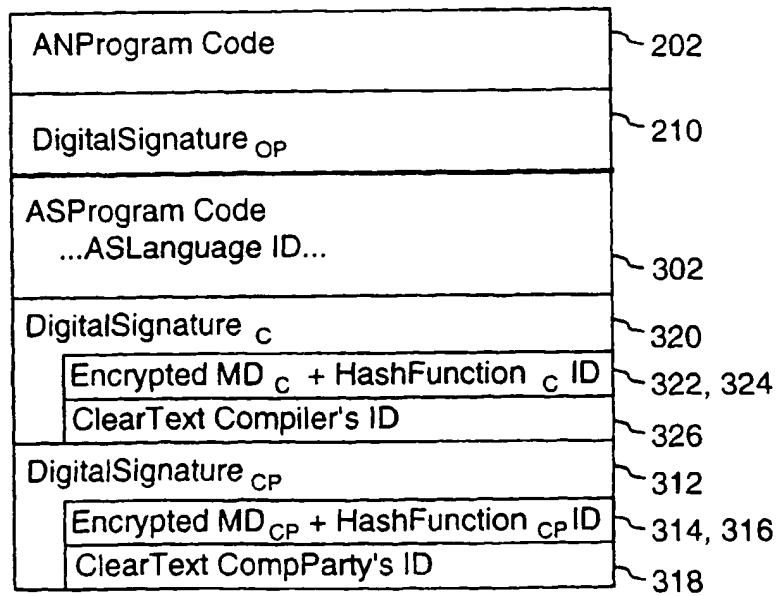 ANProgram Code 202
DigitalSignature OP 210
ASProgram Code
...ASLanguage ID... 302
DigitalSignature C 320
Encrypted MD C + HashFunction C ID 322, 324
ClearText Compiler's ID 326
DigitalSignature CP 312
Encrypted MD CP + HashFunction CP ID 314, 316
ClearText CompParty's ID 318